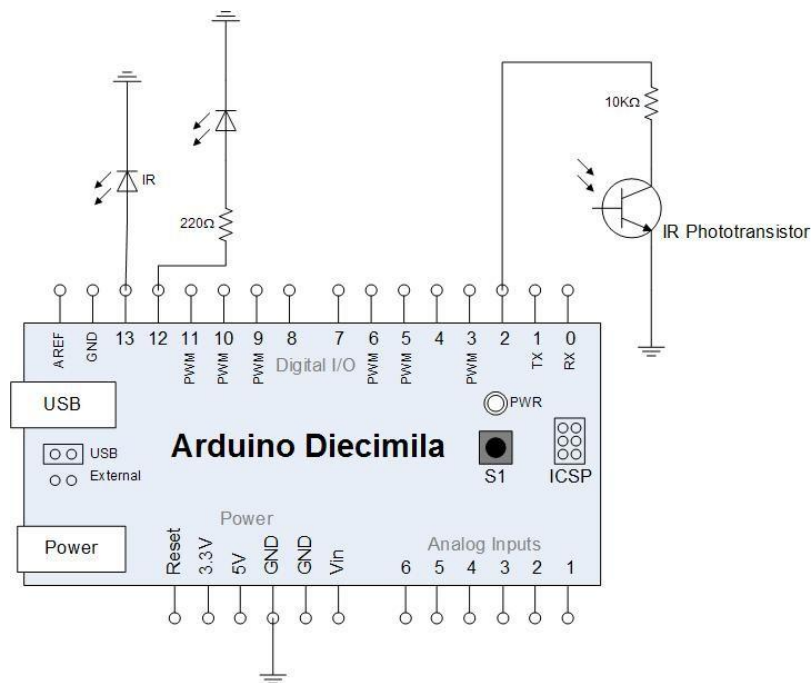 10KΩ
IR
220Ω
IR Phototransistor
AREF
GND
13
12
11
10
9
8
7
6
5
4
3
2
1
0
PWM
PWM
PWM
PWM
PWM
PWM
TX
RX
Digital I/O
USB
PWR
Arduino Diecimila
USB
External
S1
ICSP
Power
Power
Analog Inputs
Reset
3.3V
5V
GND
GND
Vin
6
5
4
3
2
1